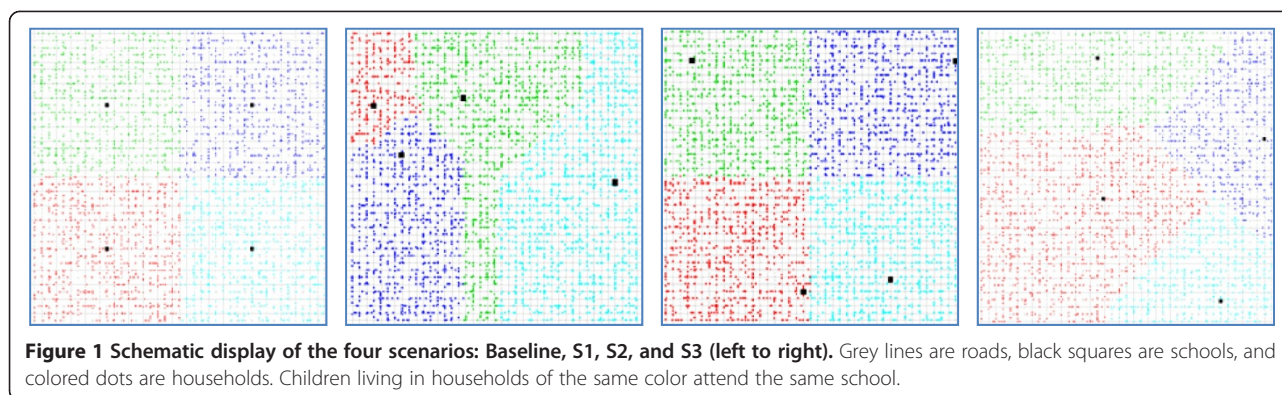 Figure 1 Schematic display of the four scenarios: Baseline, S1, S2, and S3 (left to right). Grey lines are roads, black squares are schools, and
colored dots are households. Children living in households of the same color attend the same school.